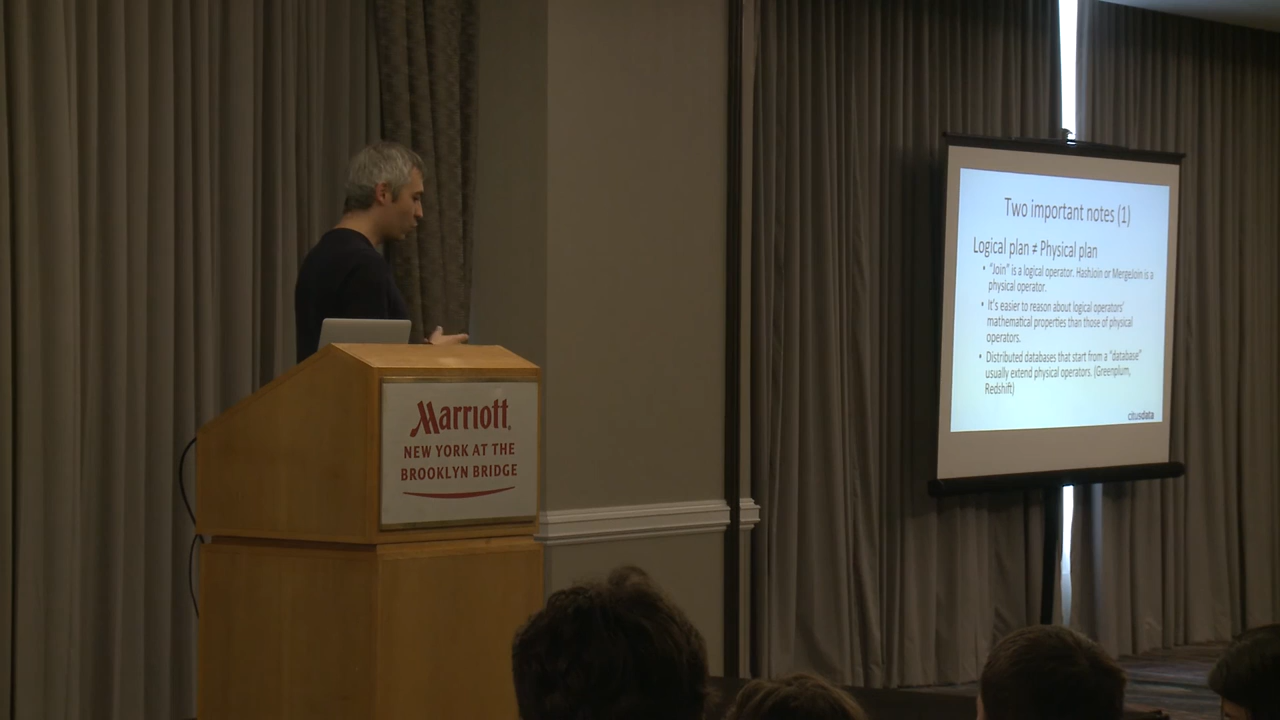 Marriott
NEW YORK AT THE
BROOKLYN BRIDGE
Two important notes (1)
Logical plan ≠ Physical plan
• "Join" is a logical operator. HashJoin or MergeJoin is a
physical operator.
• It's easier to reason about logical operators'
mathematical properties than those of physical
operators.
• Distributed databases that start from a "database"
usually extend physical operators. (Greenplum,
Redshift)
citusdata